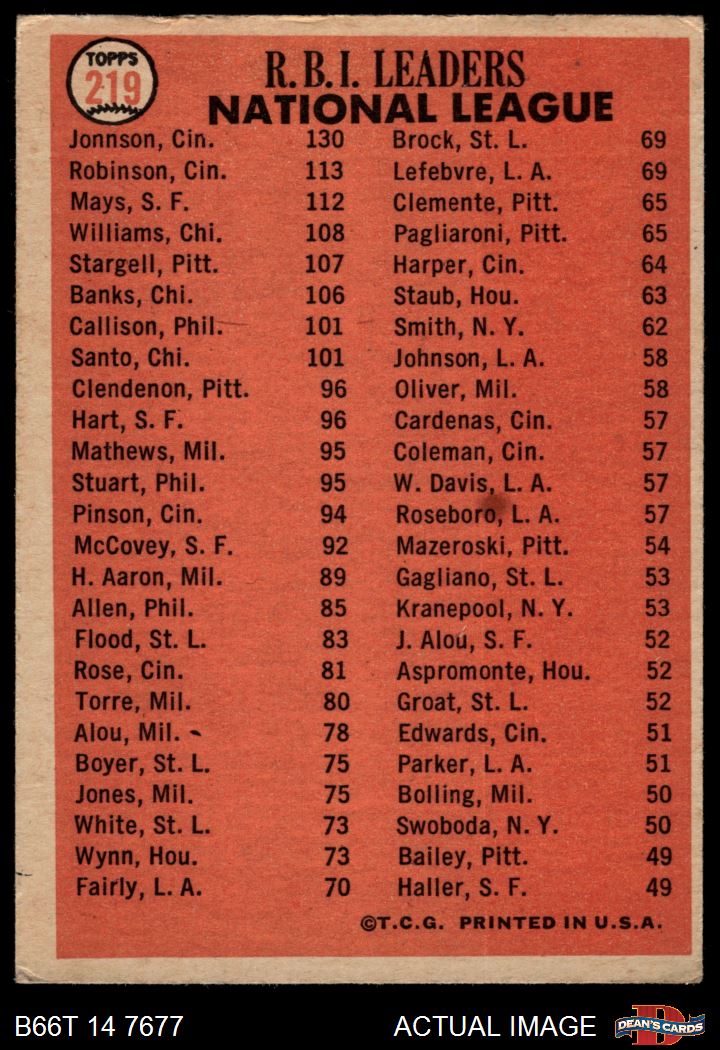 TOPPS
219
R.B.I. LEADERS
NATIONAL LEAGUE
Jonnson, Cin. 130
Robinson, Cin. 113
Mays, S. F. 112
Williams, Chi. 108
Stargell, Pitt. 107
Banks, Chi. 106
Callison, Phil. 101
Santo, Chi. 101
Clendenon, Pitt. 96
Hart, S. F. 96
Mathews, Mil. 95
Stuart, Phil. 95
Pinson, Cin. 94
McCovey, S. F. 92
H. Aaron, Mil. 89
Allen, Phil. 85
Flood, St. L. 83
Rose, Cin. 81
Torre, Mil. 80
Alou, Mil. 78
Boyer, St. L. 75
Jones, Mil. 75
White, St. L. 73
Wynn, Hou. 73
Fairly, L. A. 70
Brock, St. L. 69
Lefebvre, L. A. 69
Clemente, Pitt. 65
Pagliaroni, Pitt. 65
Harper, Cin. 64
Staub, Hou. 63
Smith, N. Y. 62
Johnson, L. A. 58
Oliver, Mil. 58
Cardenas, Cin. 57
Coleman, Cin. 57
W. Davis, L. A. 57
Roseboro, L. A. 57
Mazeroski, Pitt. 54
Gagliano, St. L. 53
Kranepool, N. Y. 53
J. Alou, S. F. 52
Aspromonte, Hou. 52
Groat, St. L. 52
Edwards, Cin. 51
Parker, L. A. 51
Bolling, Mil. 50
Swoboda, N. Y. 50
Bailey, Pitt. 49
Haller, S. F. 49
©T.C.G. PRINTED IN U.S.A.
B66T 14 7677
ACTUAL IMAGE
D
DEAN'S CARDS